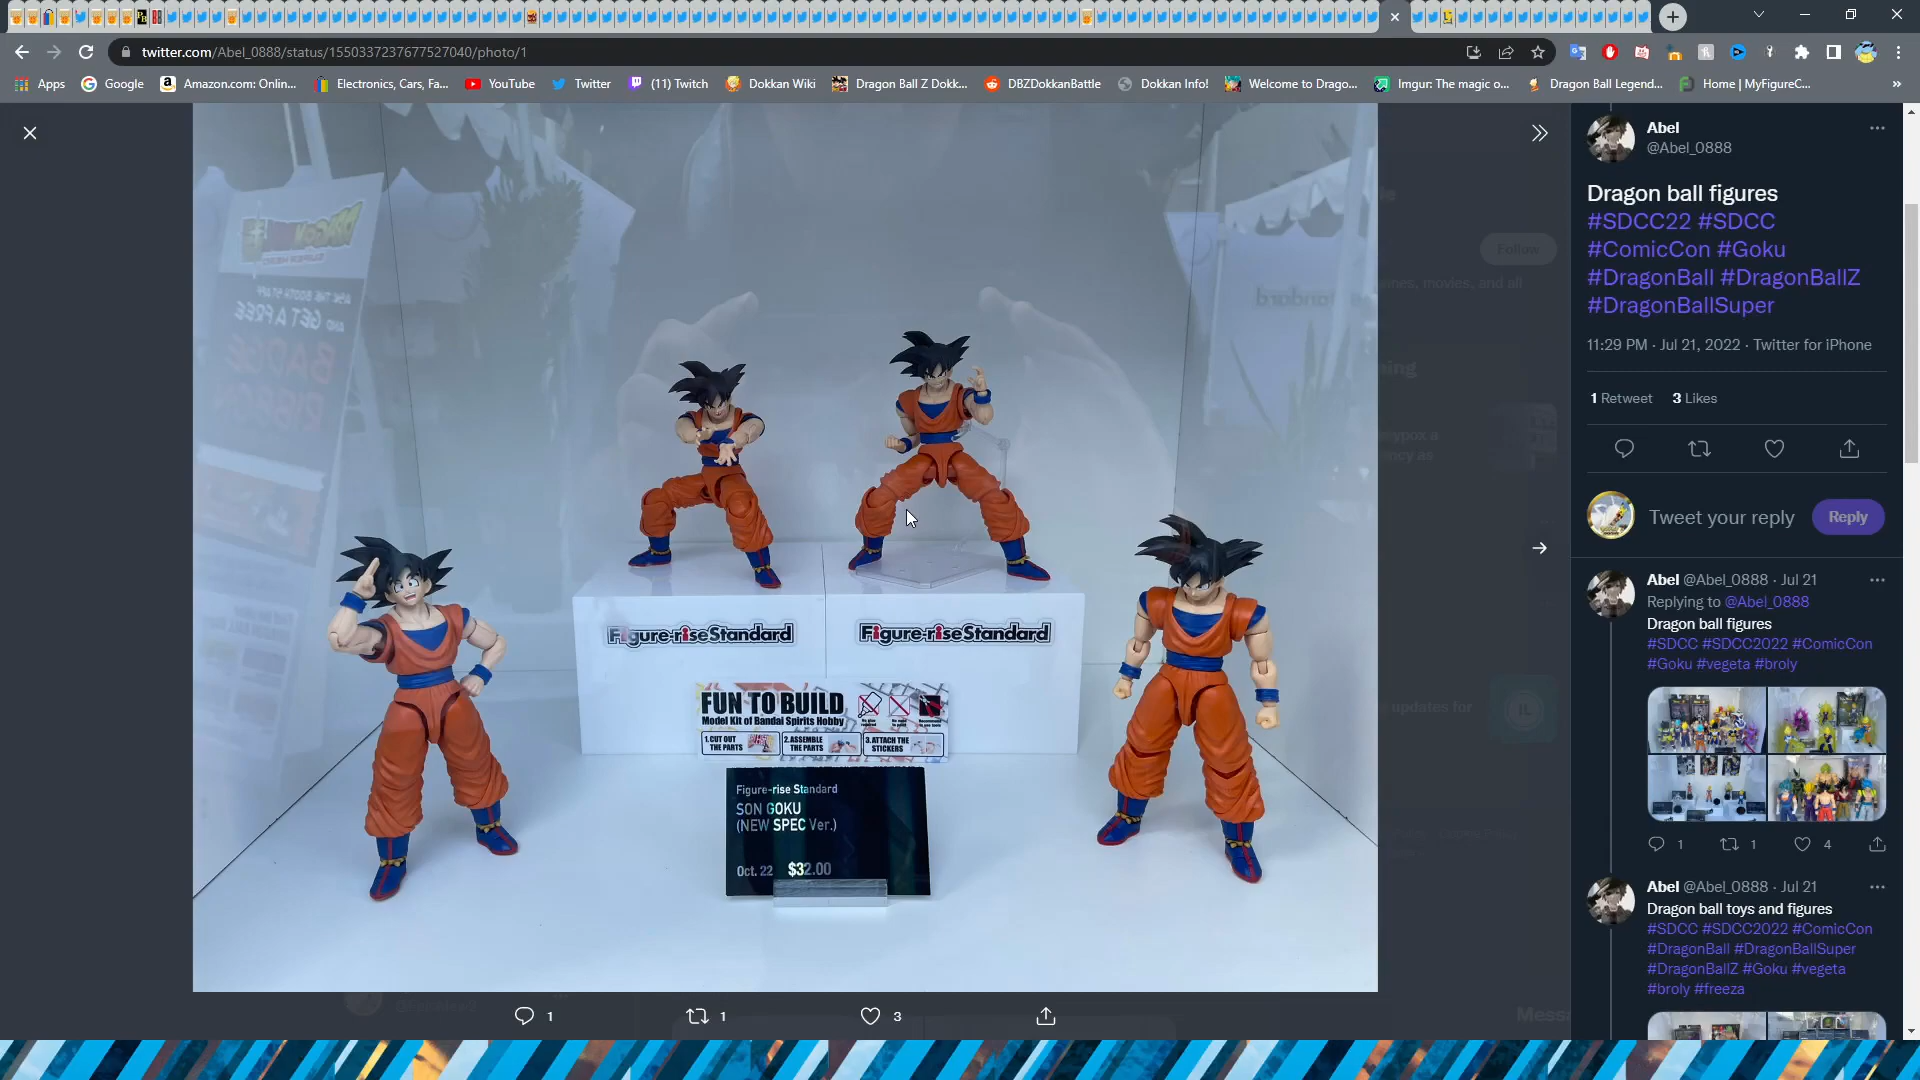 twitter.com/Abel_0888/status/1550337237677527040/photo/1
Apps
Google
Amazon.com: Onlin...
Electronics, Cars, Fa...
YouTube
Twitter
(11) Twitch
Dokkan Wiki
Dragon Ball Z Dokk...
DBZDokkanBattle
Dokkan Info!
Welcome to Drago...
Imgur: The magic o...
Dragon Ball Legend...
Home | MyFigureC...
»
Figure-riseStandard
Figure-riseStandard
FUN TO BUILD
Model Kit of Bandai Spirits Hobby
1.CUT OUT THE PARTS
2.ASSEMBLE THE PARTS
3.ATTACH THE STICKERS
Figure-rise Standard
SON GOKU
(NEW SPEC Ver.)
Oct. 22 $32.00
1
1
3
Abel
@Abel_0888
Dragon ball figures
#SDCC22 #SDCC
#ComicCon #Goku
#DragonBall #DragonBallZ
#DragonBallSuper
11:29 PM · Jul 21, 2022 · Twitter for iPhone
1 Retweet 3 Likes
Tweet your reply
Reply
Abel @Abel_0888 · Jul 21
Replying to @Abel_0888
Dragon ball figures
#SDCC #SDCC2022 #ComicCon
#Goku #vegeta #broly
1
1
4
Abel @Abel_0888 · Jul 21
Dragon ball toys and figures
#SDCC #SDCC2022 #ComicCon
#DragonBall #DragonBallSuper
#DragonBallZ #Goku #vegeta
#broly #freeza
Follow